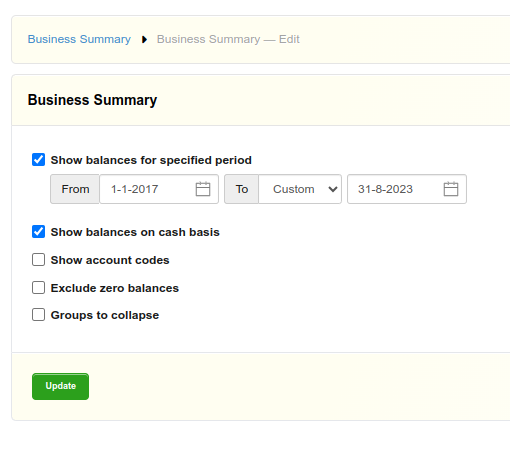 Business Summary Business Summary — Edit
Business Summary
Show balances for specified period
From 1-1-2017 To Custom 31-8-2023
Show balances on cash basis
Show account codes
Exclude zero balances
Groups to collapse
Update